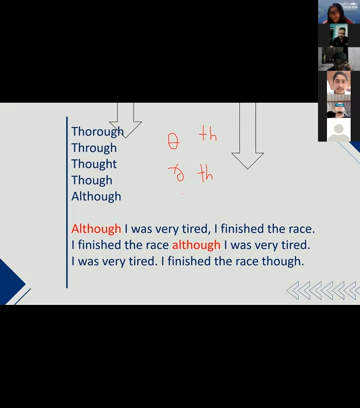 Thorough
Through
Thought
Though
Although
θ th
ŏ th
Although I was very tired, I finished the race.
I finished the race although I was very tired.
I was very tired. I finished the race though.